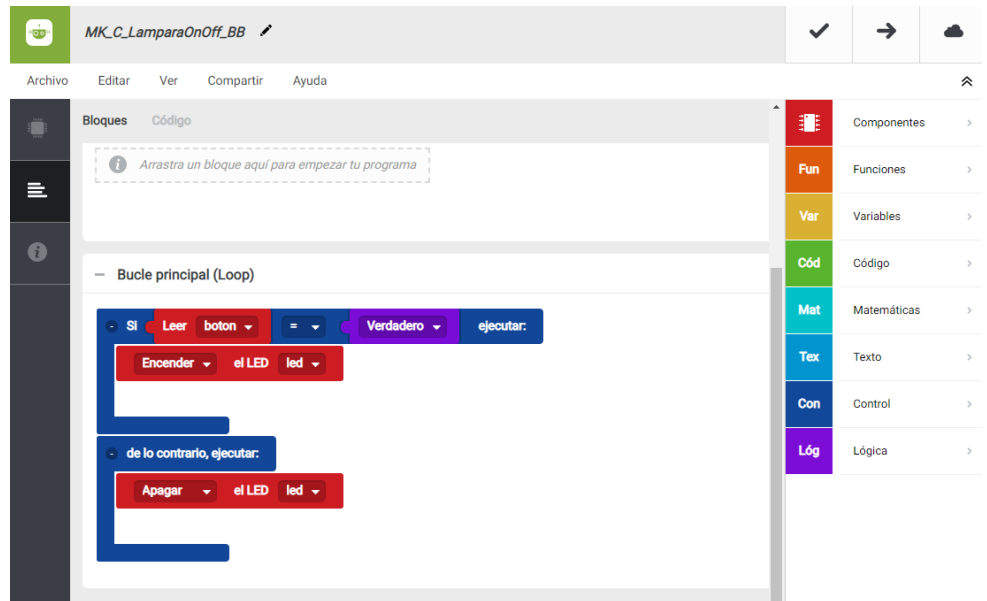 MK_C_LamparaOnOff_BB
Archivo Editar Ver Compartir Ayuda
Bloques Código
Arrastra un bloque aquí para empezar tu programa
Bucle principal (Loop)
Si Leer boton = Verdadero ejecutar:
Encender el LED led
de lo contrario, ejecutar:
Apagar el LED led
Componentes
Fun Funciones
Var Variables
Cód Código
Mat Matemáticas
Tex Texto
Con Control
Lóg Lógica